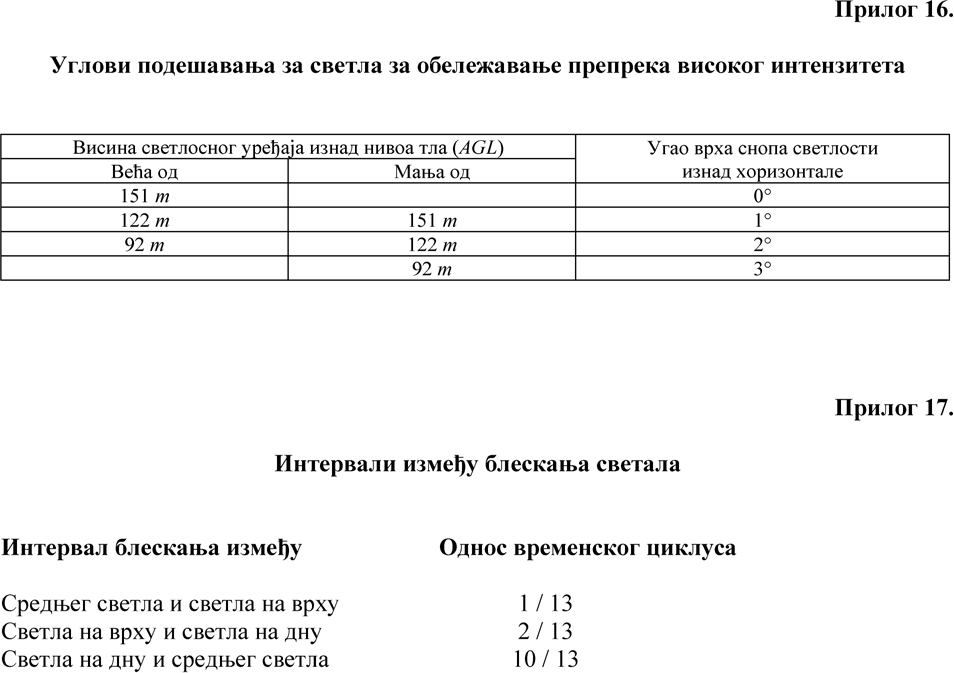 Прилог 16.
Углови подешавања за светла за обележавање препрека високог интензитета
Висина светлосног уређаја изнад нивоа тла (AGL) Угао врха снопа светлости
Већа од Мања од изнад хоризонтале
151 m 0°
122 m 151 m 1°
92 m 122 m 2°
92 m 3°
Прилог 17.
Интервали између блескања светала
Интервал блескања између Однос временског циклуса
Средњег светла и светла на врху 1 / 13
Светла на врху и светла на дну 2 / 13
Светла на дну и средњег светла 10 / 13